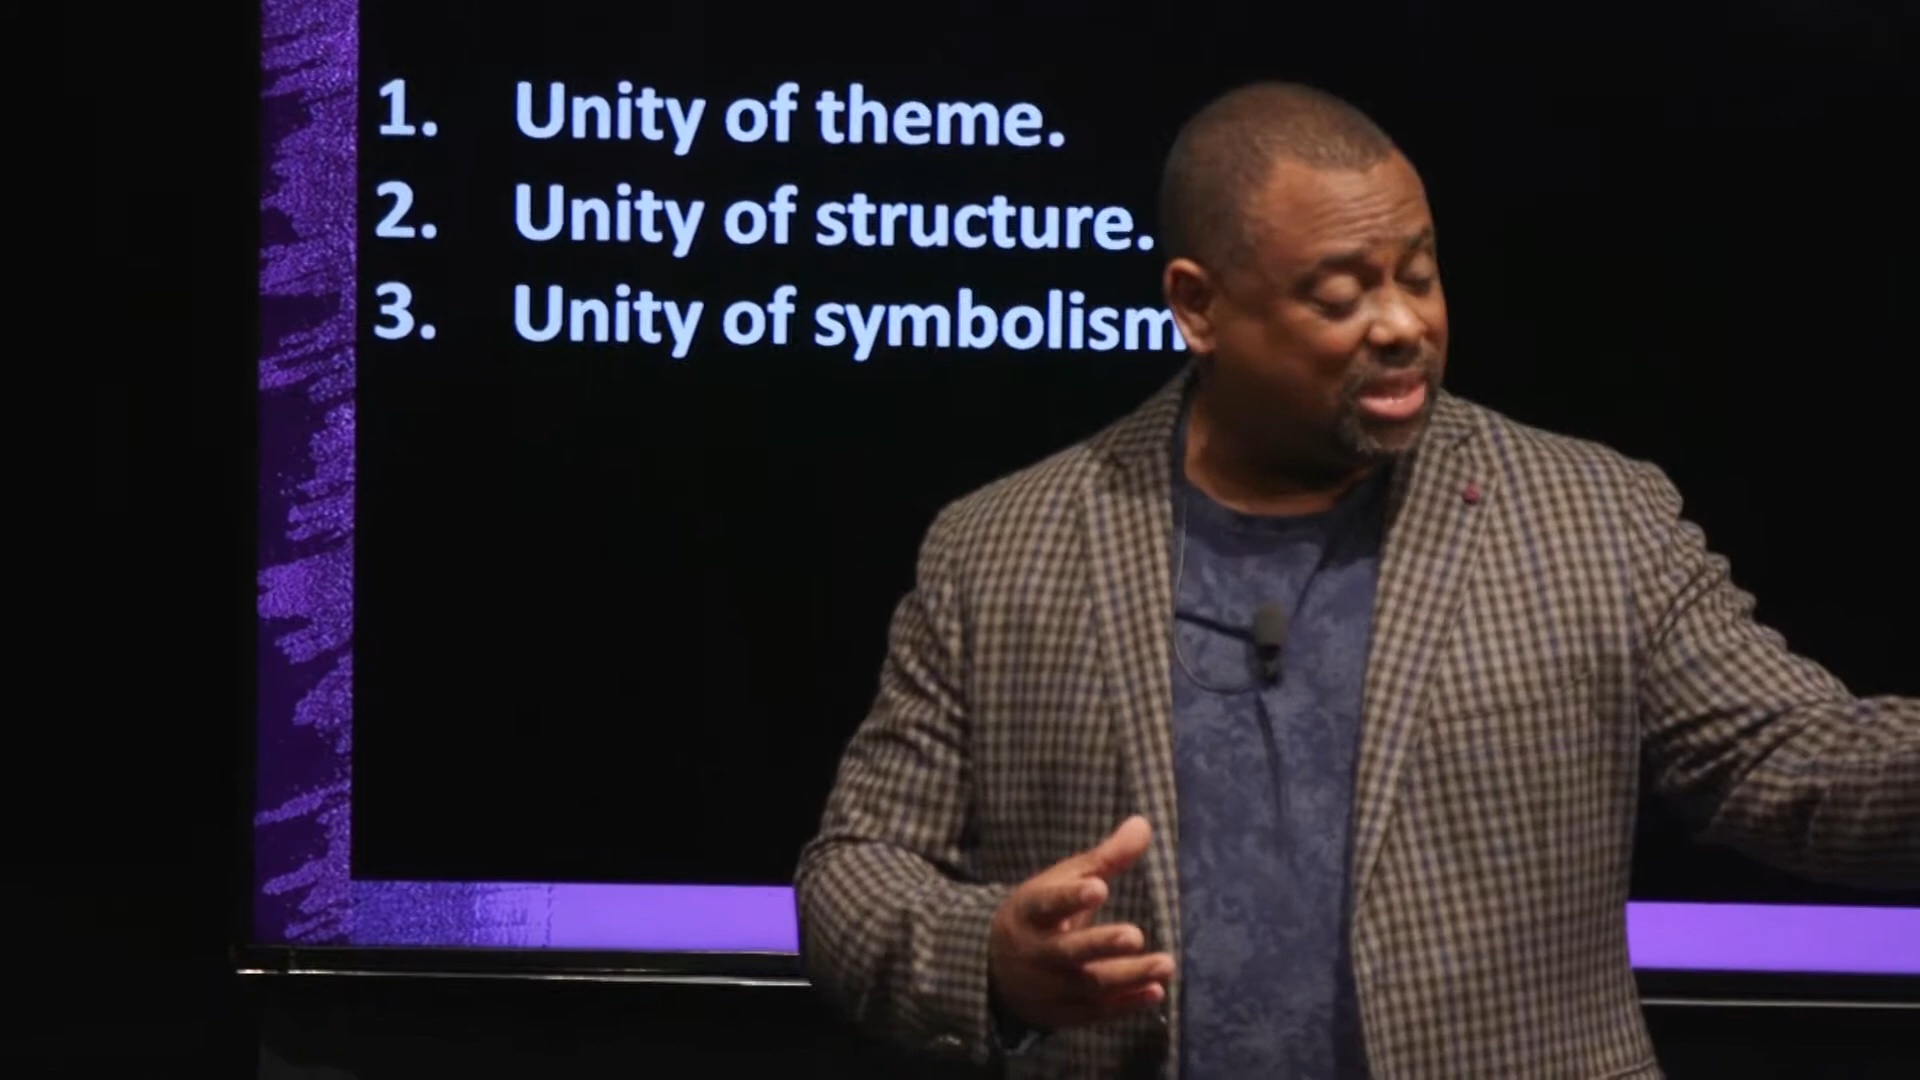 1. Unity of theme.
2. Unity of structure.
3. Unity of symbolism